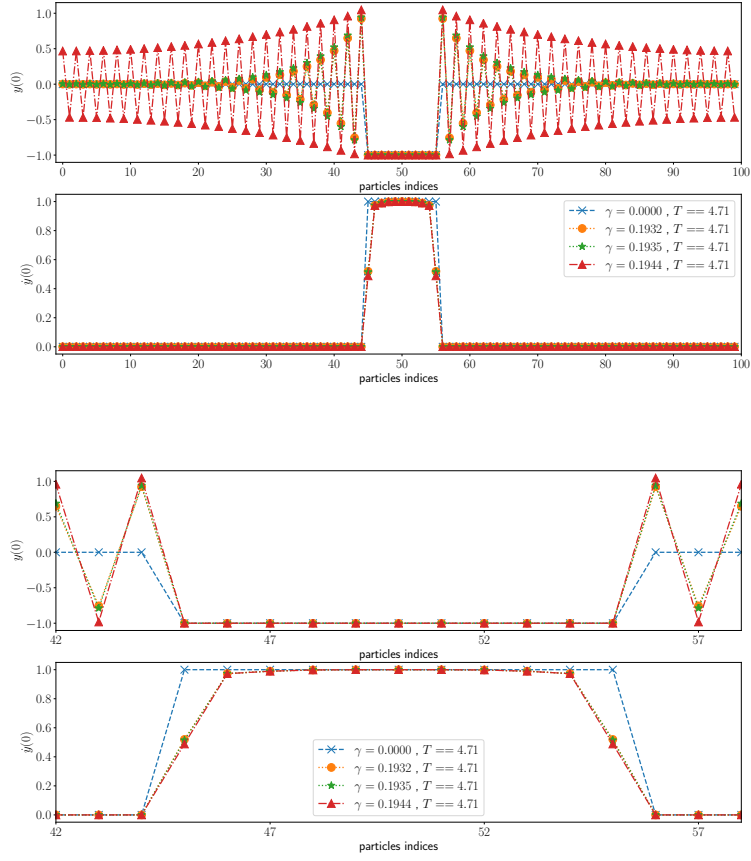 1.0
0.5
0.0
−0.5
−1.0
y(0)
0 10 20 30 40 50 60 70 80 90 100
particles indices
1.0
0.8
0.6
0.4
0.2
0.0
ẏ(0)
γ = 0.0000 , T == 4.71
γ = 0.1932 , T == 4.71
γ = 0.1935 , T == 4.71
γ = 0.1944 , T == 4.71
0 10 20 30 40 50 60 70 80 90 100
particles indices
1.0
0.5
0.0
−0.5
−1.0
y(0)
42 47 52 57
particles indices
1.0
0.8
0.6
0.4
0.2
0.0
ẏ(0)
γ = 0.0000 , T == 4.71
γ = 0.1932 , T == 4.71
γ = 0.1935 , T == 4.71
γ = 0.1944 , T == 4.71
42 47 52 57
particles indices